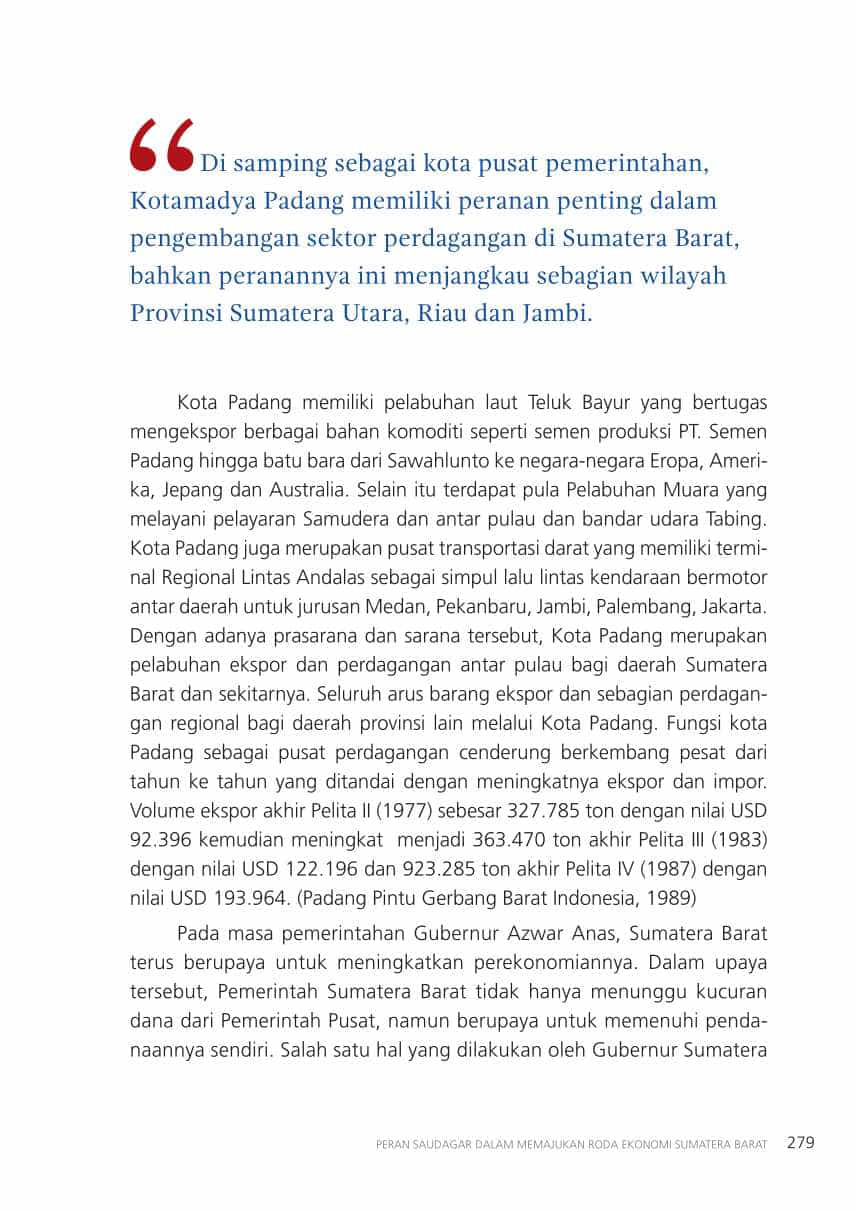 “Di samping sebagai kota pusat pemerintahan,
Kotamadya Padang memiliki peranan penting dalam
pengembangan sektor perdagangan di Sumatera Barat,
bahkan peranannya ini menjangkau sebagian wilayah
Provinsi Sumatera Utara, Riau dan Jambi.
Kota Padang memiliki pelabuhan laut Teluk Bayur yang bertugas
mengekspor berbagai bahan komoditi seperti semen produksi PT. Semen
Padang hingga batu bara dari Sawahlunto ke negara-negara Eropa, Ameri-
ka, Jepang dan Australia. Selain itu terdapat pula Pelabuhan Muara yang
melayani pelayaran Samudera dan antar pulau dan bandar udara Tabing.
Kota Padang juga merupakan pusat transportasi darat yang memiliki termi-
nal Regional Lintas Andalas sebagai simpul lalu lintas kendaraan bermotor
antar daerah untuk jurusan Medan, Pekanbaru, Jambi, Palembang, Jakarta.
Dengan adanya prasarana dan sarana tersebut, Kota Padang merupakan
pelabuhan ekspor dan perdagangan antar pulau bagi daerah Sumatera
Barat dan sekitarnya. Seluruh arus barang ekspor dan sebagian perdagan-
gan regional bagi daerah provinsi lain melalui Kota Padang. Fungsi kota
Padang sebagai pusat perdagangan cenderung berkembang pesat dari
tahun ke tahun yang ditandai dengan meningkatnya ekspor dan impor.
Volume ekspor akhir Pelita II (1977) sebesar 327.785 ton dengan nilai USD
92.396 kemudian meningkat  menjadi 363.470 ton akhir Pelita III (1983)
dengan nilai USD 122.196 dan 923.285 ton akhir Pelita IV (1987) dengan
nilai USD 193.964. (Padang Pintu Gerbang Barat Indonesia, 1989)
Pada masa pemerintahan Gubernur Azwar Anas, Sumatera Barat
terus berupaya untuk meningkatkan perekonomiannya. Dalam upaya
tersebut, Pemerintah Sumatera Barat tidak hanya menunggu kucuran
dana dari Pemerintah Pusat, namun berupaya untuk memenuhi penda-
naannya sendiri. Salah satu hal yang dilakukan oleh Gubernur Sumatera
PERAN SAUDAGAR DALAM MEMAJUKAN RODA EKONOMI SUMATERA BARAT 279